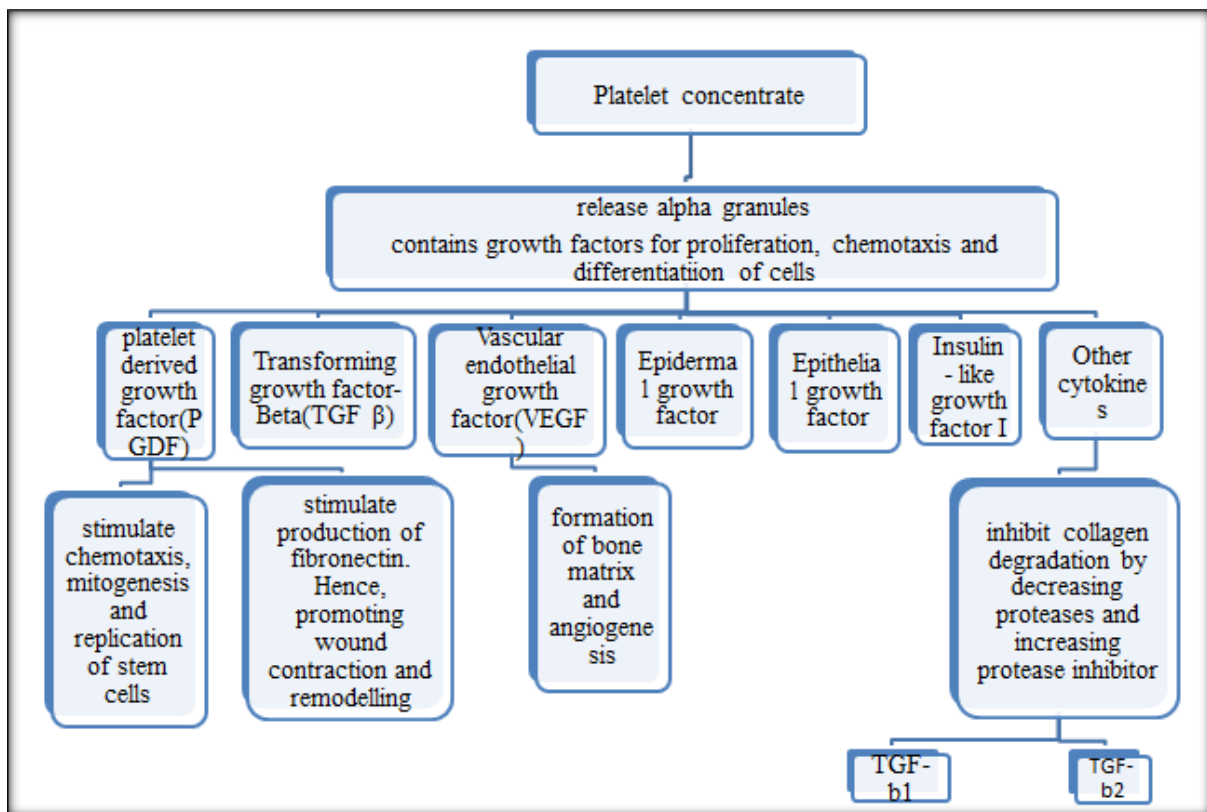 Platelet concentrate
release alpha granules
contains growth factors for proliferation, chemotaxis and
differentiatiion of cells
platelet
derived
growth
factor(P
GDF)
Transforming
growth factor-
Beta(TGF β)
Vascular
endothelial
growth
factor(VEGF
)
Epiderma
l growth
factor
Epithelia
l growth
factor
Insulin
- like
growth
factor I
Other
cytokine
s
stimulate
chemotaxis,
mitogenesis
and
replication
of stem
cells
stimulate
production of
fibronectin.
Hence,
promoting
wound
contraction and
remodelling
formation
of bone
matrix
and
angiogene
sis
inhibit collagen
degradation by
decreasing
proteases and
increasing
protease inhibitor
TGF-
b1
TGF-
b2